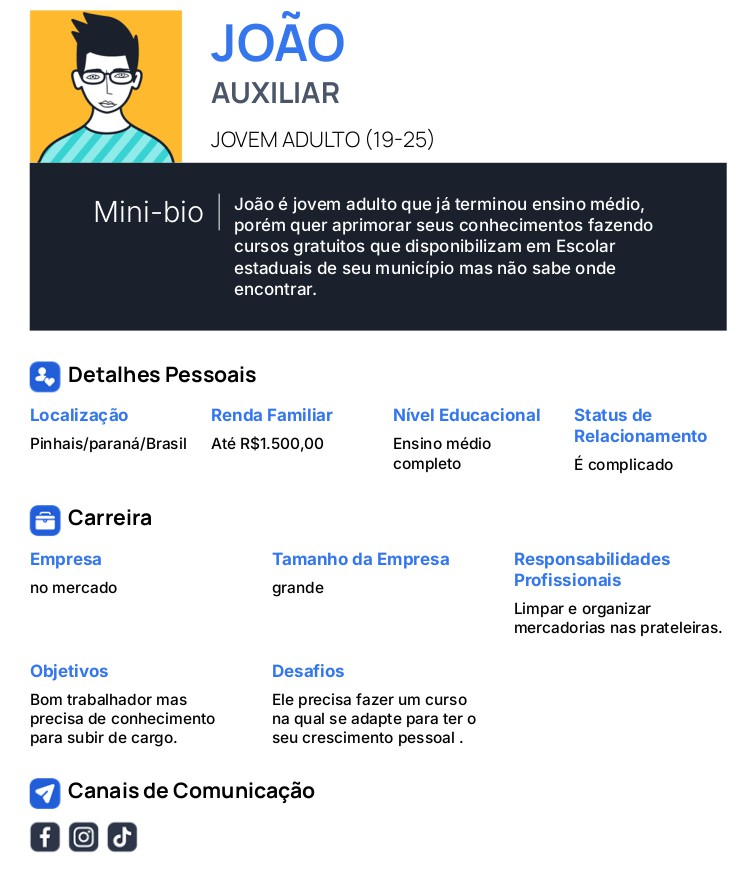 JOÃO
AUXILIAR
JOVEM ADULTO (19-25)
Mini-bio
João é jovem adulto que já terminou ensino médio,
porém quer aprimorar seus conhecimentos fazendo
cursos gratuitos que disponibilizam em Escolar
estaduais de seu município mas não sabe onde
encontrar.
Detalhes Pessoais
Localização
Pinhais/paraná/Brasil
Renda Familiar
Até R$1.500,00
Nível Educacional
Ensino médio
completo
Status de
Relacionamento
É complicado
Carreira
Empresa
no mercado
Tamanho da Empresa
grande
Responsabilidades
Profissionais
Limpar e organizar
mercadorias nas prateleiras.
Objetivos
Bom trabalhador mas
precisa de conhecimento
para subir de cargo.
Desafios
Ele precisa fazer um curso
na qual se adapte para ter o
seu crescimento pessoal .
Canais de Comunicação